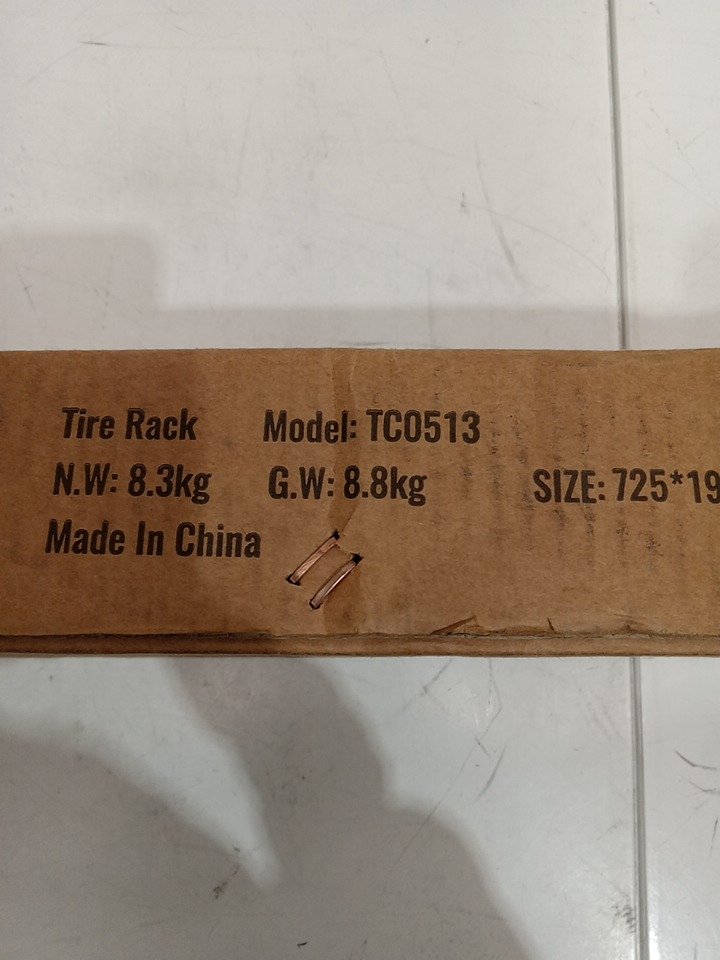 Tire Rack Model: TC0513
N.W: 8.3kg G.W: 8.8kg SIZE: 725*19
Made In China